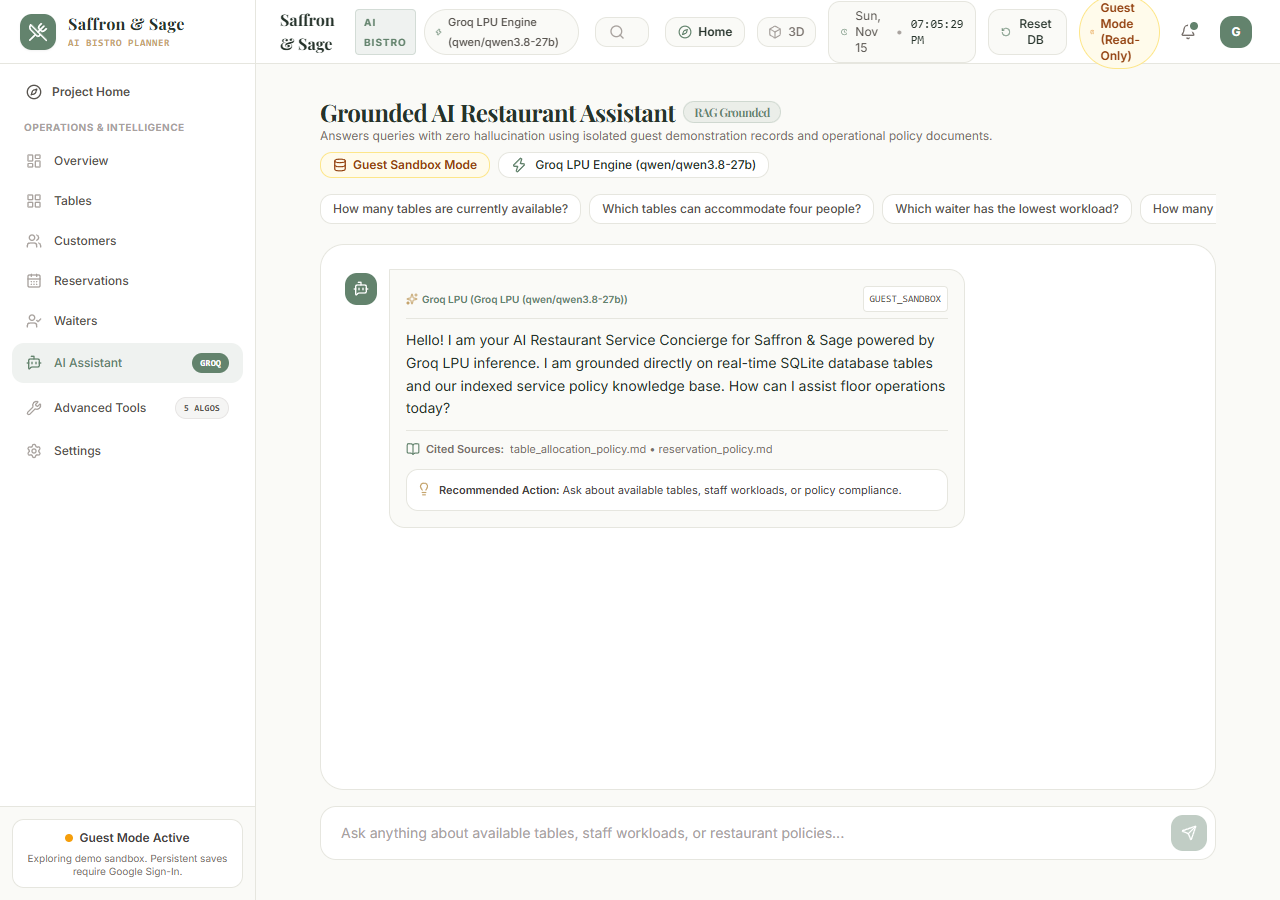 Saffron & Sage
AI BISTRO PLANNER
Project Home
OPERATIONS & INTELLIGENCE
Overview
Tables
Customers
Reservations
Waiters
AI Assistant
GROQ
Advanced Tools
5 ALGOS
Settings
Guest Mode Active
Exploring demo sandbox. Persistent saves
require Google Sign-In.
Saffron
& Sage
AI
BISTRO
Groq LPU Engine
(qwen/qwen3.8-27b)
Home
3D
Sun,
Nov
15
•
07:05:29
PM
Reset
DB
Guest
Mode
(Read-
Only)
G
Grounded AI Restaurant Assistant
RAG Grounded
Answers queries with zero hallucination using isolated guest demonstration records and operational policy documents.
Guest Sandbox Mode
Groq LPU Engine (qwen/qwen3.8-27b)
How many tables are currently available?
Which tables can accommodate four people?
Which waiter has the lowest workload?
How many
Groq LPU (Groq LPU (qwen/qwen3.8-27b))
GUEST_SANDBOX
Hello! I am your AI Restaurant Service Concierge for Saffron & Sage powered by
Groq LPU inference. I am grounded directly on real-time SQLite database tables
and our indexed service policy knowledge base. How can I assist floor operations
today?
Cited Sources: table_allocation_policy.md • reservation_policy.md
Recommended Action: Ask about available tables, staff workloads, or policy compliance.
Ask anything about available tables, staff workloads, or restaurant policies...